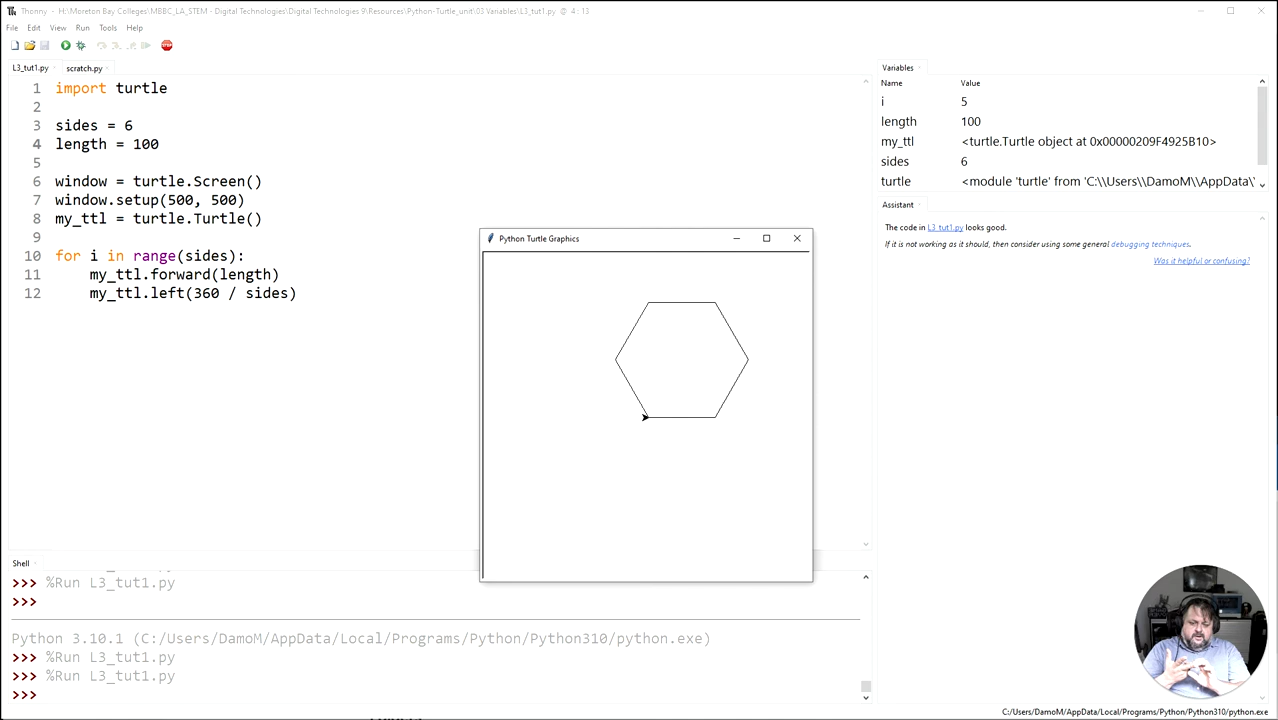 Thonny - H:\Moreton Bay Colleges\MBBC_LA_STEM - Digital Technologies\Digital Technologies 9\Resources\Python-Turtle_unit\03 Variables\L3_tut1.py @ 4 : 13
File Edit View Run Tools Help
L3_tut1.py
scratch.py
1 import turtle
2
3 sides = 6
4 length = 100
5
6 window = turtle.Screen()
7 window.setup(500, 500)
8 my_ttl = turtle.Turtle()
9
10 for i in range(sides):
11 my_ttl.forward(length)
12 my_ttl.left(360 / sides)
Python Turtle Graphics
Variables
Name Value
i 5
length 100
my_ttl <turtle.Turtle object at 0x00000209F4925B10>
sides 6
turtle <module 'turtle' from 'C:\\Users\\DamoM\\AppData\\
Assistant
The code in L3_tut1.py looks good.
If it is not working as it should, then consider using some general debugging techniques.
Was it helpful or confusing?
Shell
>>> %Run L3_tut1.py
>>>
Python 3.10.1 (C:/Users/DamoM/AppData/Local/Programs/Python/Python310/python.exe)
>>> %Run L3_tut1.py
>>> %Run L3_tut1.py
>>>
C:/Users/DamoM/AppData/Local/Programs/Python/Python310/python.exe